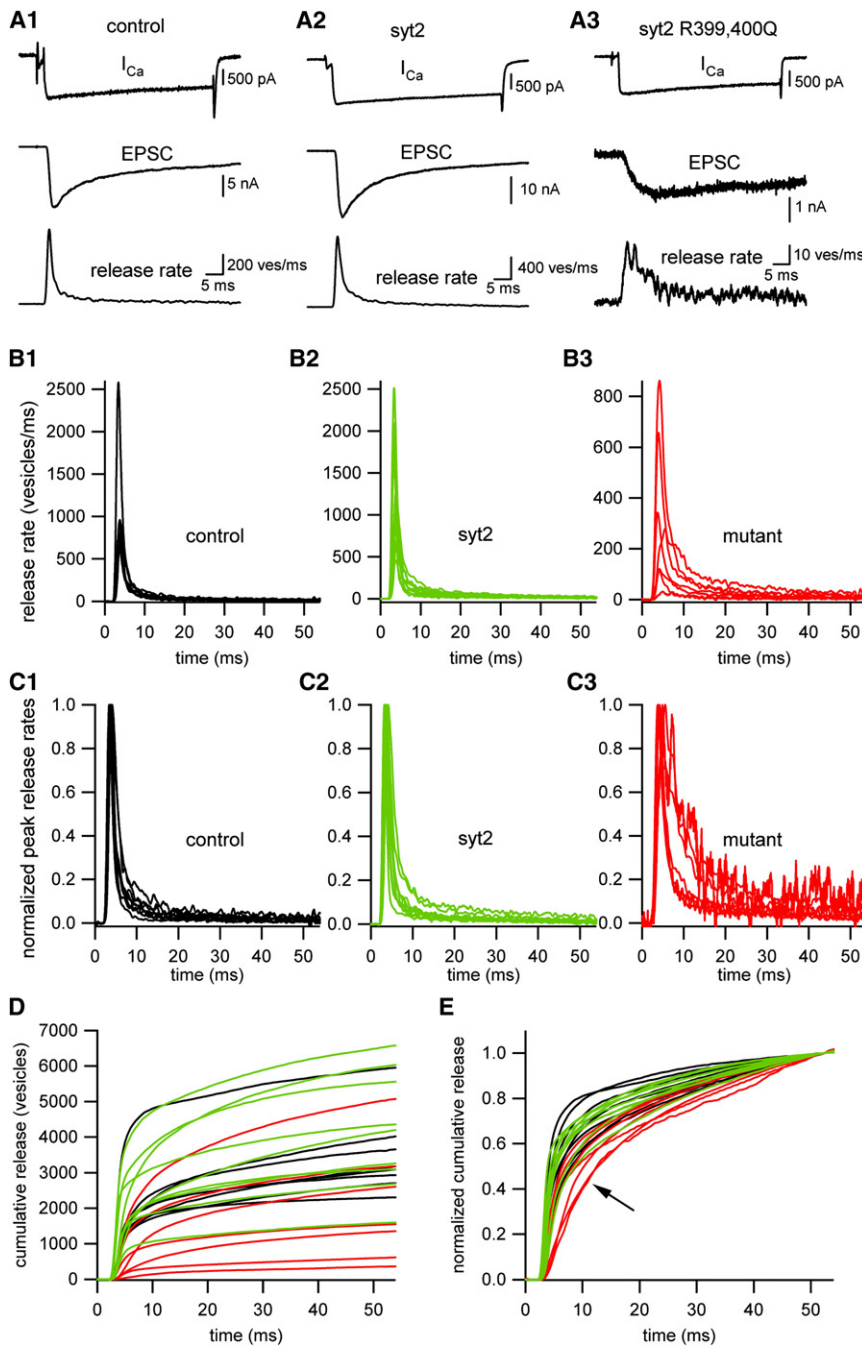 A1
control
I Ca
500 pA
EPSC
5 nA
release rate
200 ves/ms
5 ms
A2
syt2
I Ca
500 pA
EPSC
10 nA
release rate
400 ves/ms
5 ms
A3
syt2 R399,400Q
I Ca
500 pA
EPSC
1 nA
release rate
10 ves/ms
5 ms
B1
release rate (vesicles/ms)
2500
2000
1500
1000
500
0
control
0 10 20 30 40 50
time (ms)
B2
2500
2000
1500
1000
500
0
syt2
0 10 20 30 40 50
time (ms)
B3
800
600
400
200
0
mutant
0 10 20 30 40 50
time (ms)
C1
normalized peak release rates
1.0
0.8
0.6
0.4
0.2
0.0
control
0 10 20 30 40 50
time (ms)
C2
1.0
0.8
0.6
0.4
0.2
0.0
syt2
0 10 20 30 40 50
time (ms)
C3
1.0
0.8
0.6
0.4
0.2
0.0
mutant
0 10 20 30 40 50
time (ms)
D
cumulative release (vesicles)
7000
6000
5000
4000
3000
2000
1000
0
0 10 20 30 40 50
time (ms)
E
normalized cumulative release
1.0
0.8
0.6
0.4
0.2
0.0
0 10 20 30 40 50
time (ms)